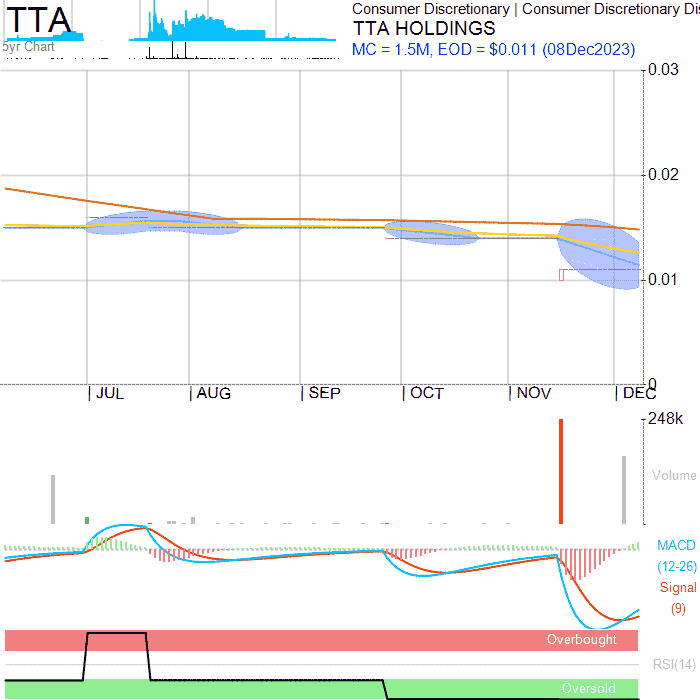 TTA
5yr Chart
Consumer Discretionary | Consumer Discretionary Dis
TTA HOLDINGS
MC = 1.5M, EOD = $0.011 (08Dec2023)
0.03
0.02
0.01
0
JUL AUG SEP OCT NOV DEC
248k
Volume
MACD
(12-26)
Signal
(9)
Overbought
RSI(14)
Oversold